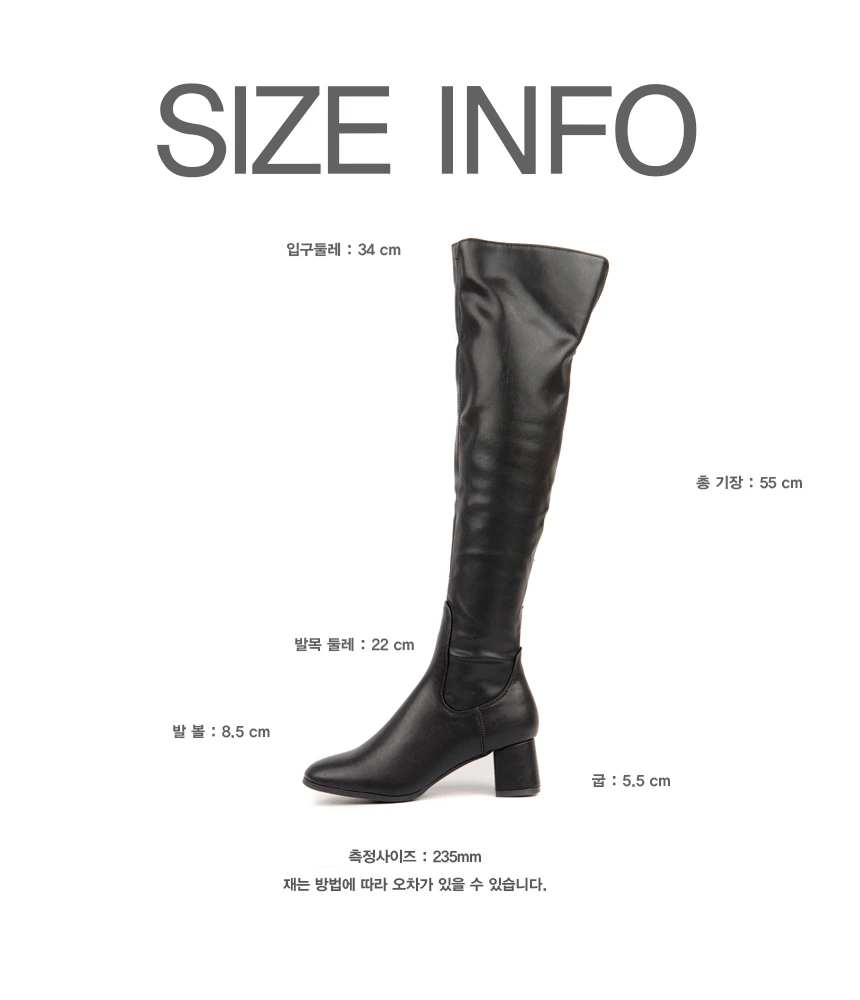 SIZE INFO
입구둘레 : 34 cm
총 기장 : 55 cm
발목 둘레 : 22 cm
발 볼 : 8.5 cm
굽 : 5.5 cm
측정사이즈 : 235mm
재는 방법에 따라 오차가 있을 수 있습니다.